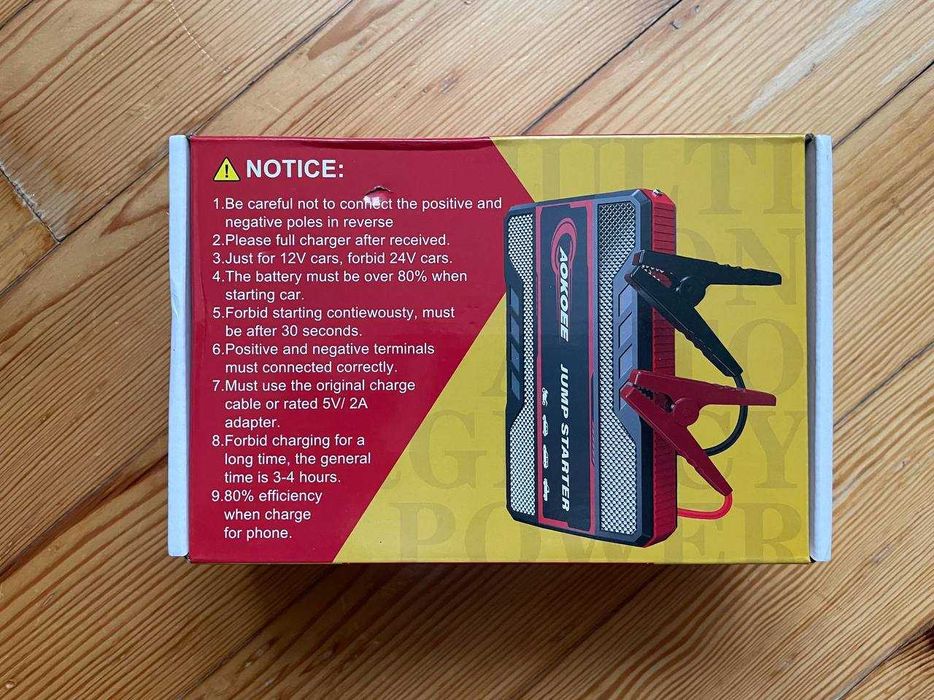 NOTICE:
1.Be careful not to connect the positive and
negative poles in reverse
2.Please full charger after received.
3.Just for 12V cars, forbid 24V cars.
4.The battery must be over 80% when
starting car.
5.Forbid starting contiewousty, must
be after 30 seconds.
6.Positive and negative terminals
must connected correctly.
7.Must use the original charge
cable or rated 5V/ 2A
adapter.
8.Forbid charging for a
long time, the general
time is 3-4 hours.
9.80% efficiency
when charge
for phone.
AOKOEE
JUMP STARTER
POWER